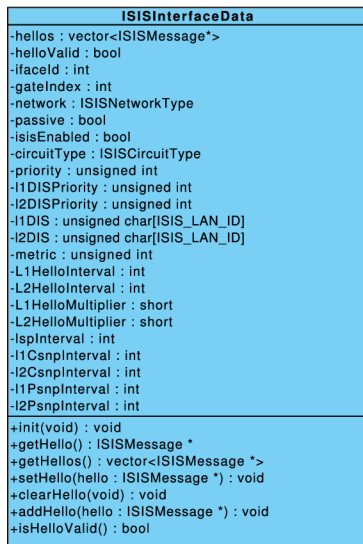 ISISInterfaceData
-hellos : vector<ISISMessage*>
-helloValid : bool
-ifaceId : int
-gateIndex : int
-network : ISISNetworkType
-passive : bool
-isisEnabled : bool
-circuitType : ISISCircuitType
-priority : unsigned int
-l1DISPriority : unsigned int
-l2DISPriority : unsigned int
-l1DIS : unsigned char[ISIS_LAN_ID]
-l2DIS : unsigned char[ISIS_LAN_ID]
-metric : unsigned int
-L1HelloInterval : int
-L2HelloInterval : int
-L1HelloMultiplier : short
-L2HelloMultiplier : short
-lspInterval : int
-l1CsnpInterval : int
-l2CsnpInterval : int
-l1PsnpInterval : int
-l2PsnpInterval : int
+init(void) : void
+getHello() : ISISMessage *
+getHellos() : vector<ISISMessage *>
+setHello(hello : ISISMessage *) : void
+clearHello(void) : void
+addHello(hello : ISISMessage *) : void
+isHelloValid() : bool